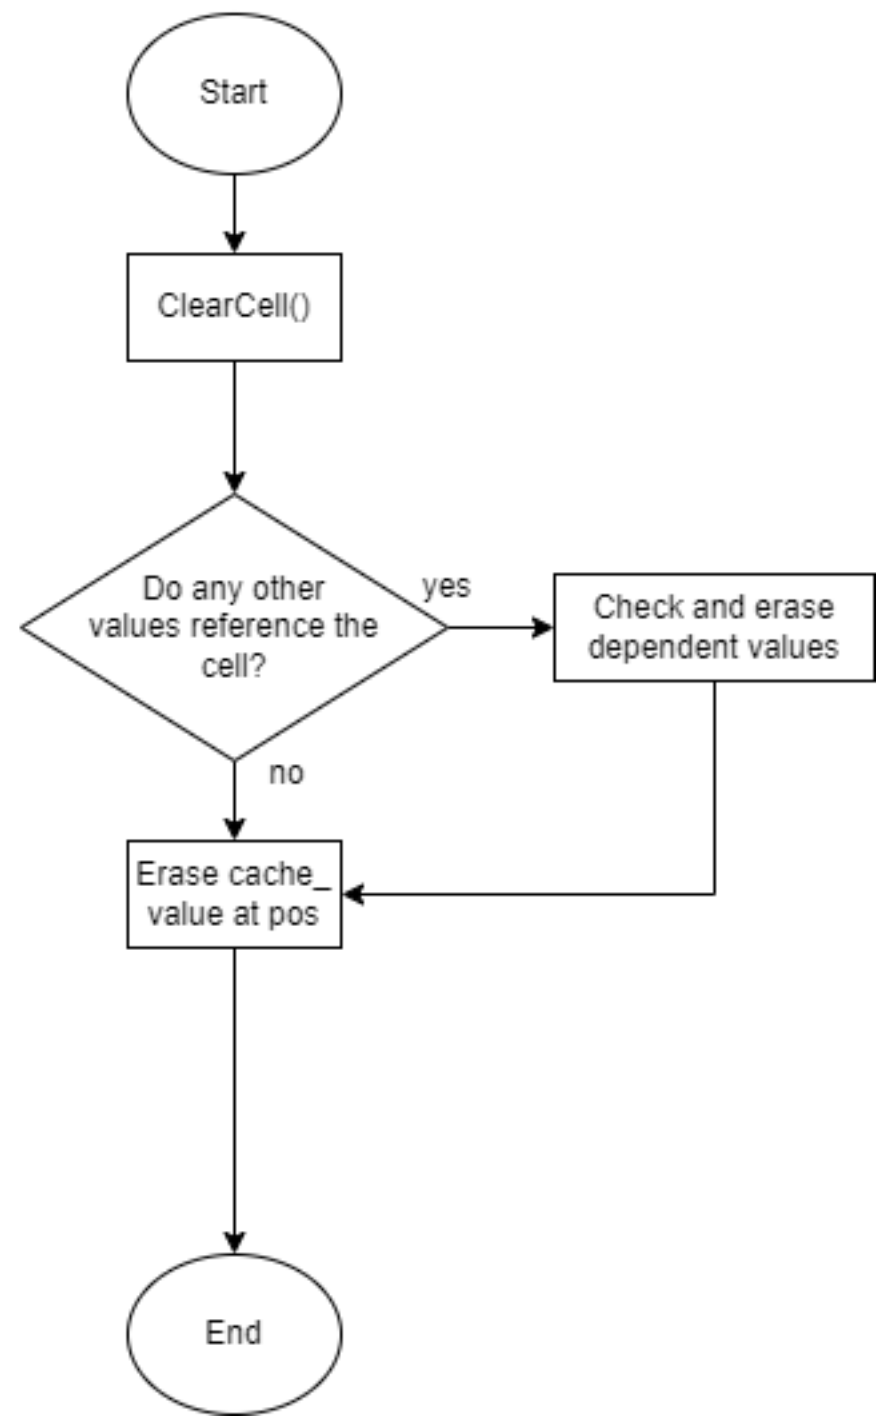 Start
ClearCell()
Do any other
values reference the
cell?
yes
Check and erase
dependent values
no
Erase cache_
value at pos
End